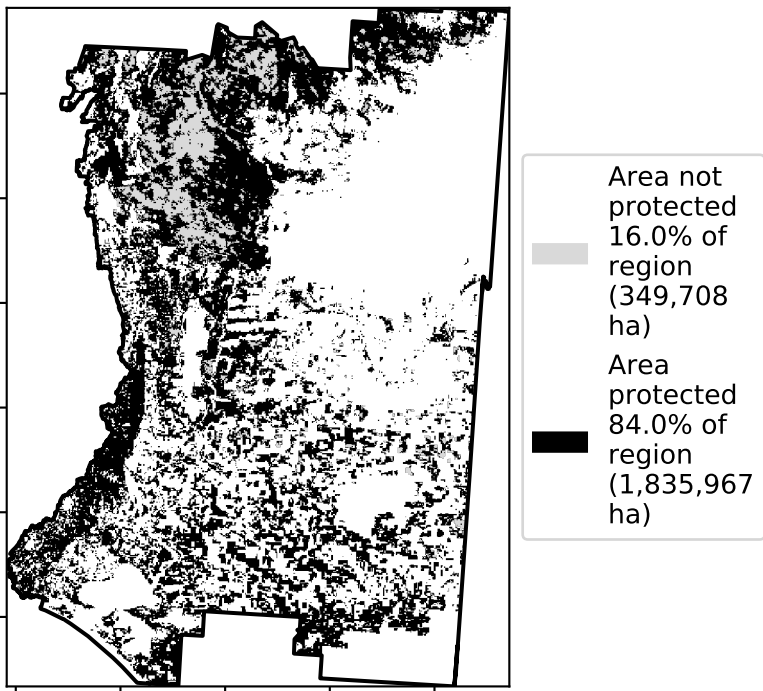 Area not
protected
16.0% of
region
(349,708
ha)
Area
protected
84.0% of
region
(1,835,967
ha)